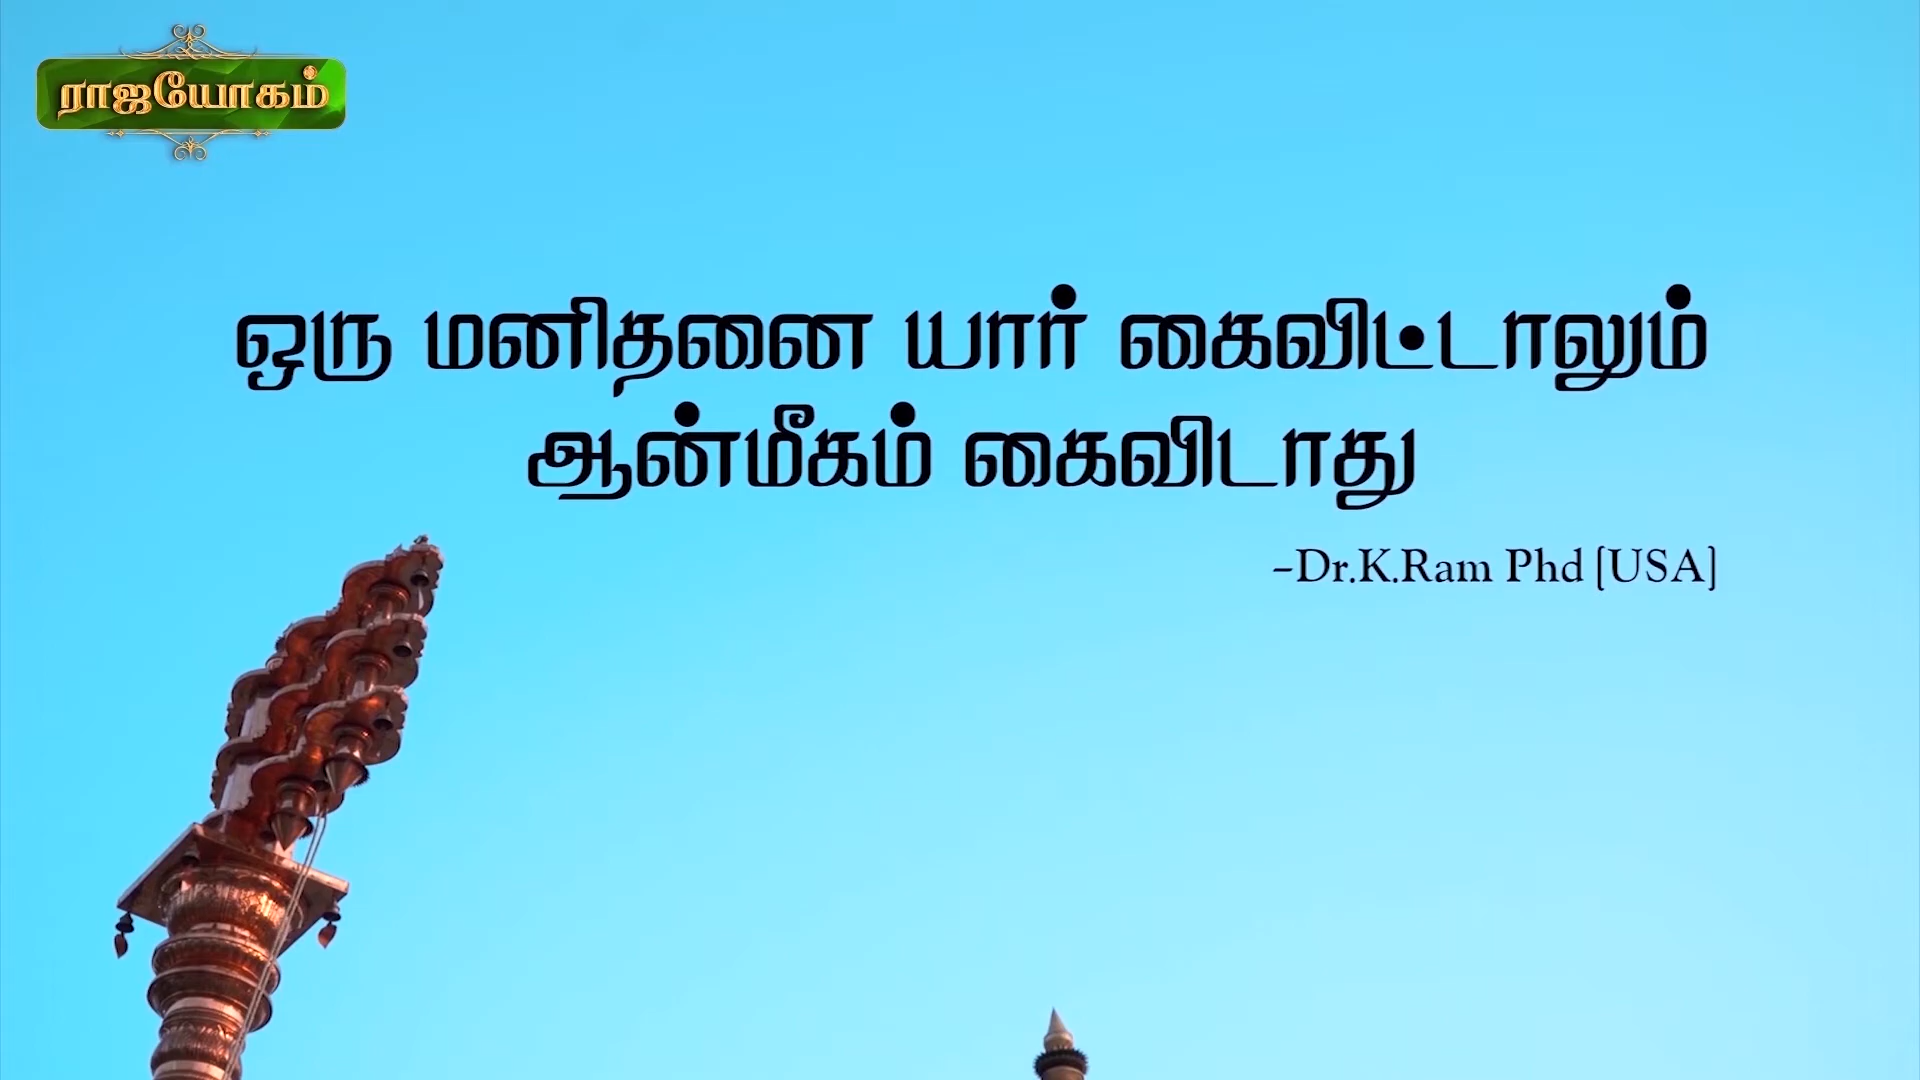 ராஜயோகம்
ஒரு மனிதனை யார் கைவிட்டாலும்
ஆன்மீகம் கைவிடாது
-Dr.K.Ram Phd [USA]